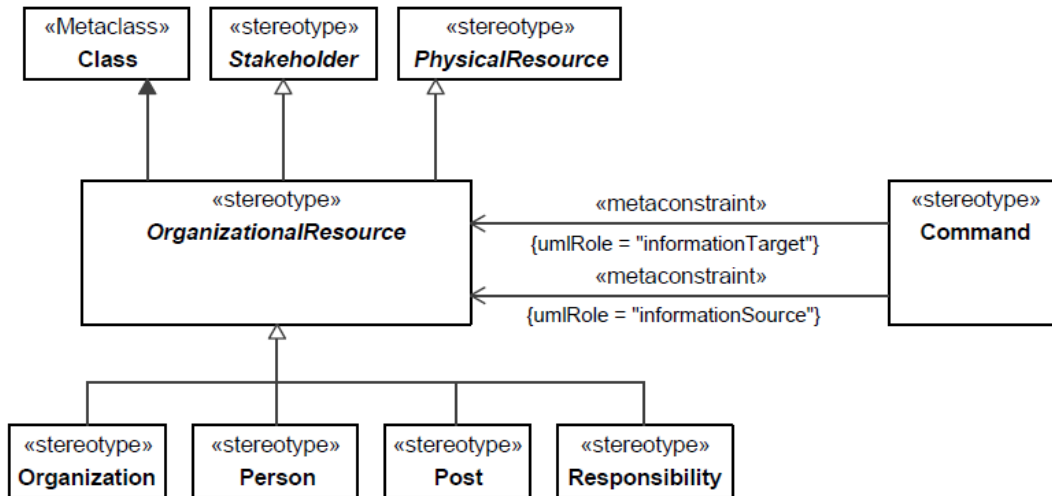 «Metaclass»
Class
«stereotype»
Stakeholder
«stereotype»
PhysicalResource
«stereotype»
OrganizationalResource
«metaconstraint»
{umlRole = "informationTarget"}
«metaconstraint»
{umlRole = "informationSource"}
«stereotype»
Command
«stereotype»
Organization
«stereotype»
Person
«stereotype»
Post
«stereotype»
Responsibility